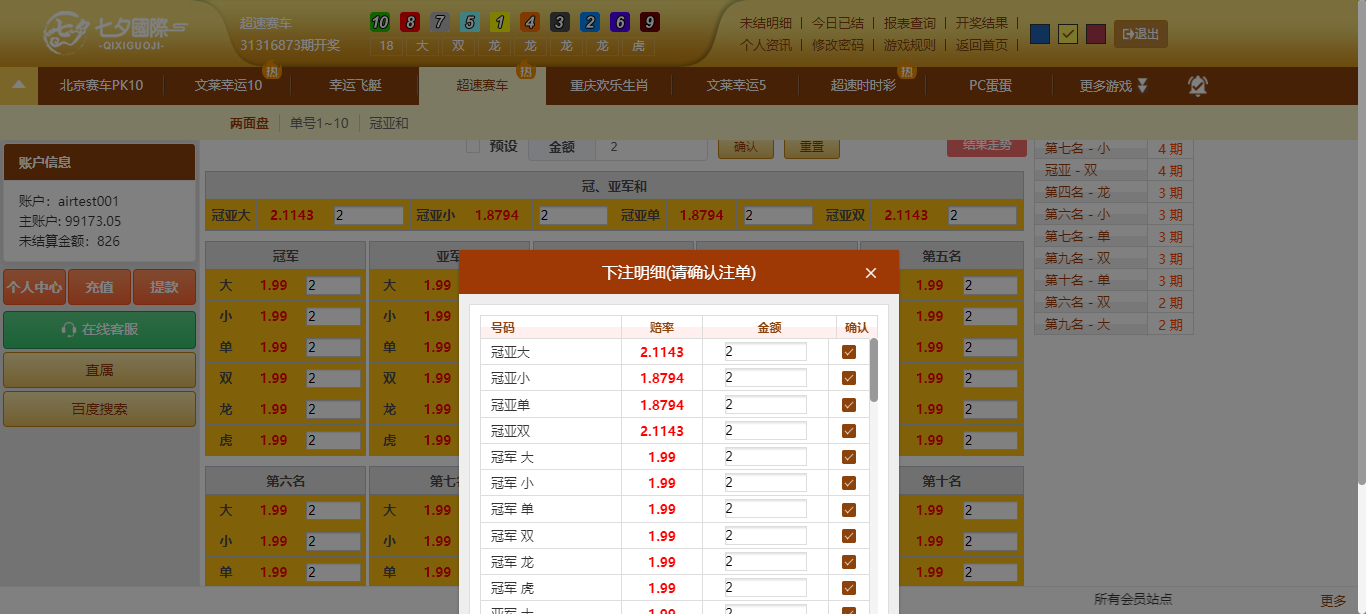 七夕國際
-QIXIGUOJI-
超速赛车
31316873期开奖
10 8 7 5 1 4 3 2 6 9
18 大 双 龙 龙 龙 龙 虎
未结明细 | 今日已结 | 报表查询 | 开奖结果 |
个人资讯 | 修改密码 | 游戏规则 | 返回首页 |
退出
北京赛车PK10 文莱幸运10 热 幸运飞艇 超速赛车 热 重庆欢乐生肖 文莱幸运5 超速时时彩 热 PC蛋蛋 更多游戏
两面盘 单号1~10 冠亚和
账户信息
账户：airtest001
主账户: 99173.05
未结算金额：826
个人中心 充值 提款
在线客服
直属
百度搜索
预设 金额 2 确认 重置 结果走势
冠、亚军和
冠亚大 2.1143 2 冠亚小 1.8794 2 冠亚单 1.8794 2 冠亚双 2.1143 2
冠军 亚军 第五名
大 1.99 2 大 1.99 1.99 2
小 1.99 2 小 1.99 1.99 2
单 1.99 2 单 1.99 1.99 2
双 1.99 2 双 1.99 1.99 2
龙 1.99 2 龙 1.99 1.99 2
虎 1.99 2 虎 1.99 1.99 2
第六名 第七名 第十名
大 1.99 2 大 1.99 1.99 2
小 1.99 2 小 1.99 1.99 2
单 1.99 2 单 1.99 1.99 2
下注明细(请确认注单) ×
号码 赔率 金额 确认
冠亚大 2.1143 2
冠亚小 1.8794 2
冠亚单 1.8794 2
冠亚双 2.1143 2
冠军 大 1.99 2
冠军 小 1.99 2
冠军 单 1.99 2
冠军 双 1.99 2
冠军 龙 1.99 2
冠军 虎 1.99 2
亚军 大 1.99 2
第七名 - 小 4 期
冠亚 - 双 4 期
第四名 - 龙 3 期
第六名 - 小 3 期
第七名 - 单 3 期
第九名 - 双 3 期
第十名 - 单 3 期
第六名 - 双 2 期
第九名 - 大 2 期
所有会员站点 更多